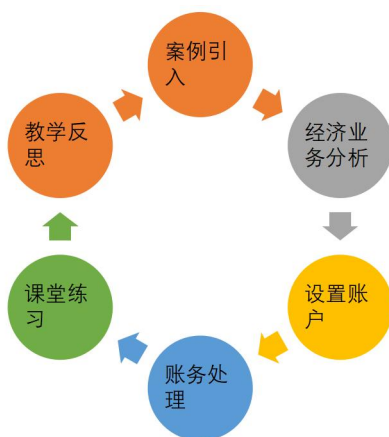 案例引
入
经济业
务分析
设置账
户
账务处
理
课堂练
习
教学反
思